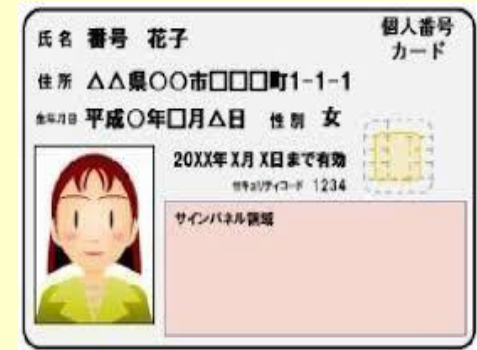 氏名 番号 花子
個人番号
カード
住所 △△県○○市□□□町1-1-1
生年月日 平成○年□月△日 性別 女
20XX年X月X日まで有効
セキュリティコード 1234
サインパネル領域